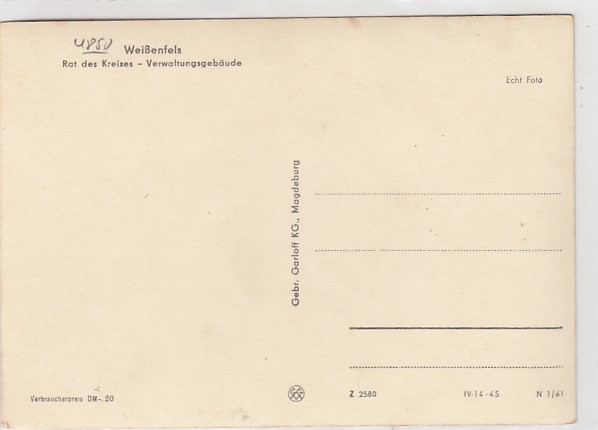 4850 Weißenfels
Rat des Kreises – Verwaltungsgebäude
Echt Foto
Gebr. Garloff KG., Magdeburg
Verbraucherpreis DM -.20
Z 2580
IV-14-45
N 1/61